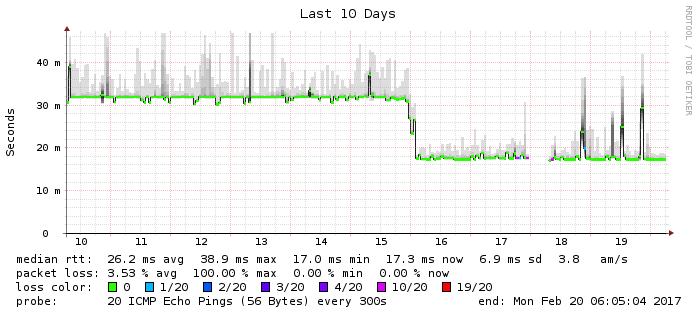 Last 10 Days
RRDTOOL / TOBI OETIKER
Seconds
40 m
30 m
20 m
10 m
0
10 11 12 13 14 15 16 17 18 19
median rtt: 26.2 ms avg 38.9 ms max 17.0 ms min 17.3 ms now 6.9 ms sd 3.8 am/s
packet loss: 3.53 % avg 100.00 % max 0.00 % min 0.00 % now
loss color: 0 1/20 2/20 3/20 4/20 10/20 19/20
probe: 20 ICMP Echo Pings (56 Bytes) every 300s end: Mon Feb 20 06:05:04 2017